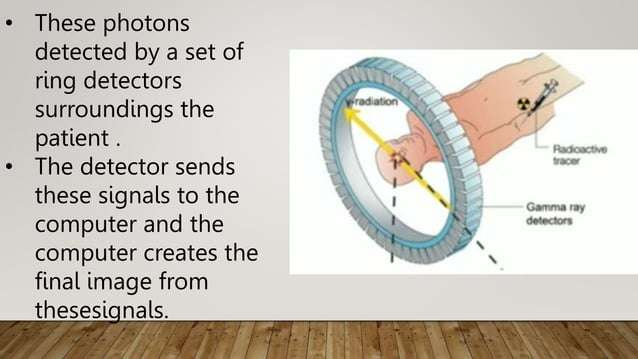 • These photons
detected by a set of
ring detectors
surroundings the
patient .
• The detector sends
these signals to the
computer and the
computer creates the
final image from
thesesignals.
γ-radiation
Radioactive
tracer
Gamma ray
detectors